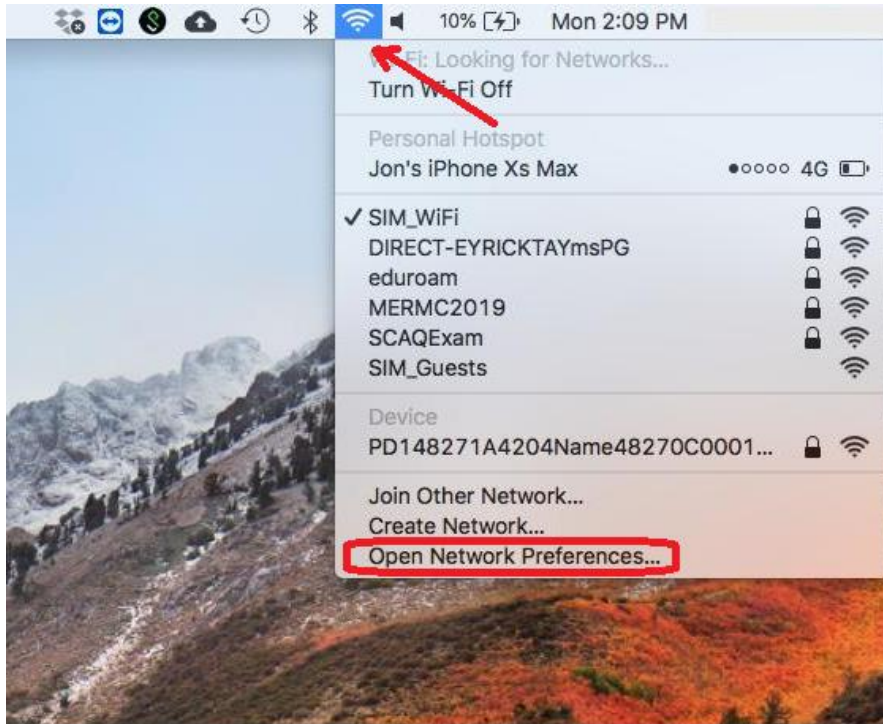 10% Mon 2:09 PM
Wi-Fi: Looking for Networks...
Turn Wi-Fi Off
Personal Hotspot
Jon's iPhone Xs Max 4G
SIM_WiFi
DIRECT-EYRICKTAYmsPG
eduroam
MERMC2019
SCAQExam
SIM_Guests
Device
PD148271A4204Name48270C0001...
Join Other Network...
Create Network...
Open Network Preferences...